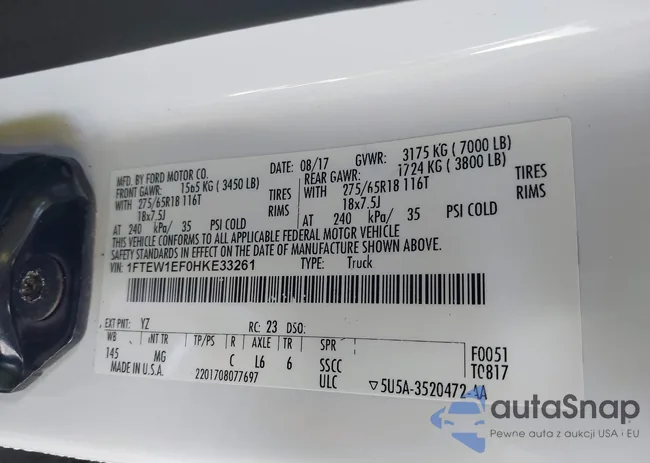 MFD. BY FORD MOTOR CO.
DATE: 08/17 GVWR: 3175 KG ( 7000 LB)
FRONT GAWR: 1565 KG ( 3450 LB) REAR GAWR: 1724 KG ( 3800 LB)
WITH 275/65R18 116T TIRES WITH 275/65R18 116T TIRES
18x7.5J RIMS 18x7.5J RIMS
AT 240 kPa/ 35 PSI COLD AT 240 kPa/ 35 PSI COLD
THIS VEHICLE CONFORMS TO ALL APPLICABLE FEDERAL MOTOR VEHICLE
SAFETY STANDARDS IN EFFECT ON THE DATE OF MANUFACTURE SHOWN ABOVE.
VIN: 1FTEW1EF0HKE33261 TYPE: Truck
EXT PNT: YZ RC: 23 DSO:
WB INT TR TP/PS R AXLE TR SPR F0051
145 MG C L6 6 SSCC TC817
MADE IN U.S.A. 2201708077697 ULC ▽5U5A-3520472-AA
autaSnap
Pewne auta z aukcji USA i EU